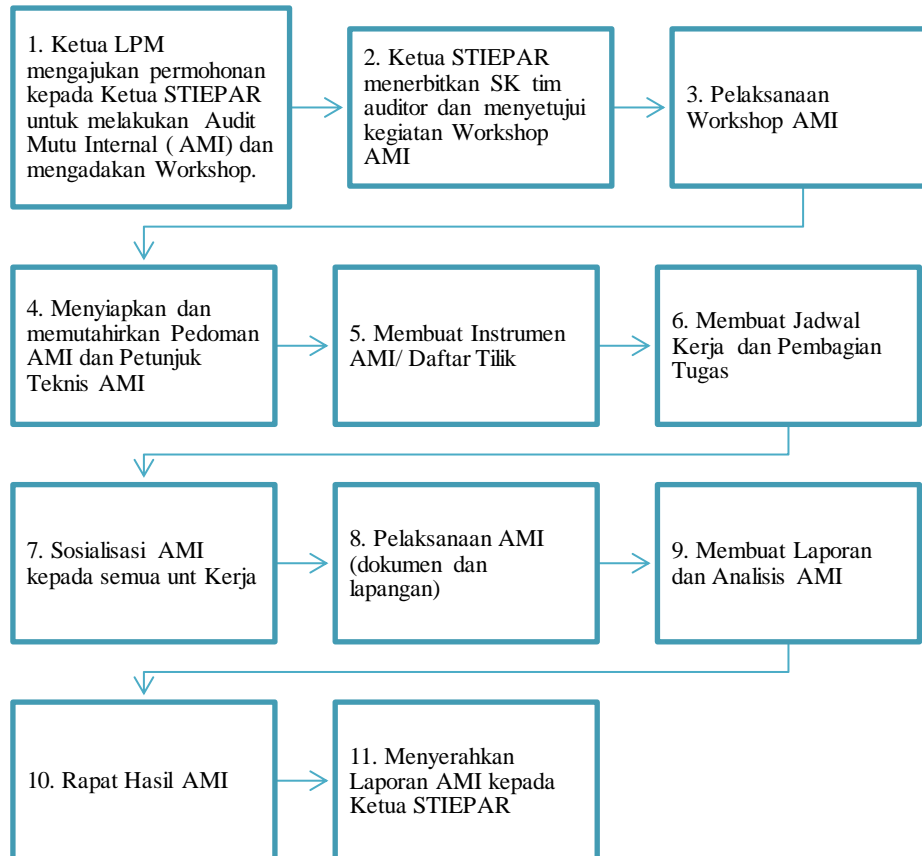 1. Ketua LPM
mengajukan permohonan
kepada Ketua STIEPAR
untuk melakukan Audit
Mutu Internal ( AMI) dan
mengadakan Workshop.
2. Ketua STIEPAR
menerbitkan SK tim
auditor dan menyetujui
kegiatan Workshop
AMI
3. Pelaksanaan
Workshop AMI
4. Menyiapkan dan
memutahirkan Pedoman
AMI dan Petunjuk
Teknis AMI
5. Membuat Instrumen
AMI/ Daftar Tilik
6. Membuat Jadwal
Kerja dan Pembagian
Tugas
7. Sosialisasi AMI
kepada semua unt Kerja
8. Pelaksanaan AMI
(dokumen dan
lapangan)
9. Membuat Laporan
dan Analisis AMI
10. Rapat Hasil AMI
11. Menyerahkan
Laporan AMI kepada
Ketua STIEPAR